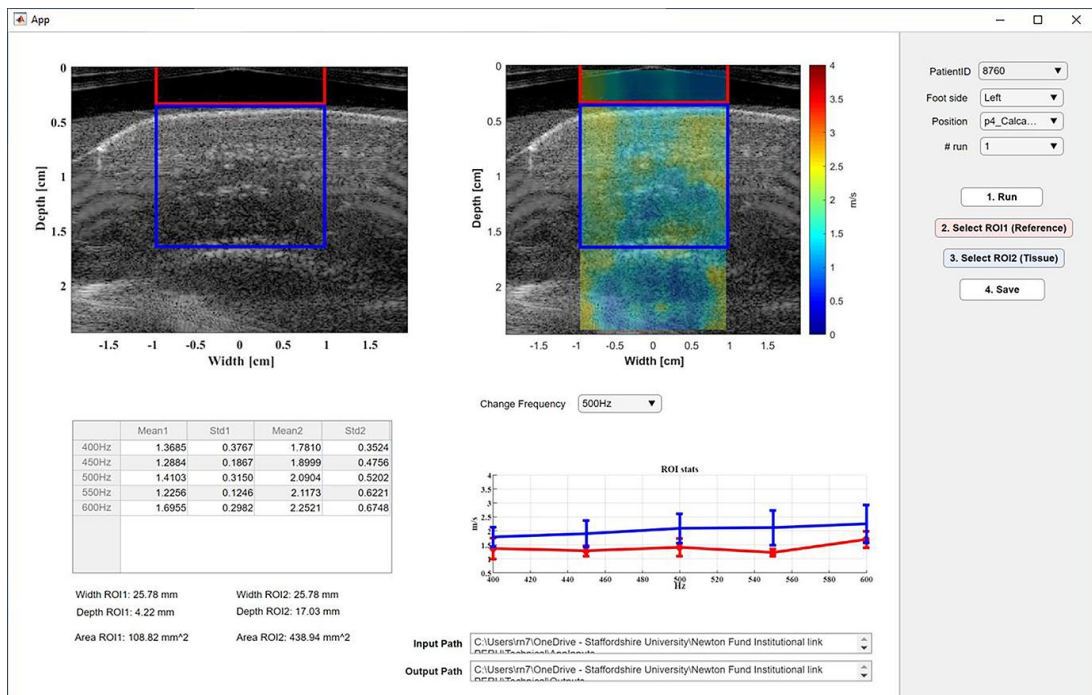 App
0
0.5
1
1.5
2
Depth [cm]
-1.5 -1 -0.5 0 0.5 1 1.5
Width [cm]
0
0.5
1
1.5
2
Depth [cm]
-1.5 -1 -0.5 0 0.5 1 1.5
Width [cm]
4
3.5
3
2.5
2
1.5
1
0.5
0
m/s
PatientID 8760
Foot side Left
Position p4_Calca...
# run 1
1. Run
2. Select ROI1 (Reference)
3. Select ROI2 (Tissue)
4. Save
Change Frequency 500Hz
Mean1 Std1 Mean2 Std2
400Hz 1.3685 0.3767 1.7810 0.3524
450Hz 1.2884 0.1867 1.8999 0.4756
500Hz 1.4103 0.3150 2.0904 0.5202
550Hz 1.2256 0.1246 2.1173 0.6221
600Hz 1.6955 0.2982 2.2521 0.6748
ROI stats
4
3.5
3
2.5
2
1.5
1
0.5
m/s
400 420 440 460 480 500 520 540 560 580 600
Hz
Width ROI1: 25.78 mm Width ROI2: 25.78 mm
Depth ROI1: 4.22 mm Depth ROI2: 17.03 mm
Area ROI1: 108.82 mm^2 Area ROI2: 438.94 mm^2
Input Path C:\Users\rn7\OneDrive - Staffordshire University\Newton Fund Institutional link
PERU\Technical\AppInputs
Output Path C:\Users\rn7\OneDrive - Staffordshire University\Newton Fund Institutional link
PERU\Technical\Outputs